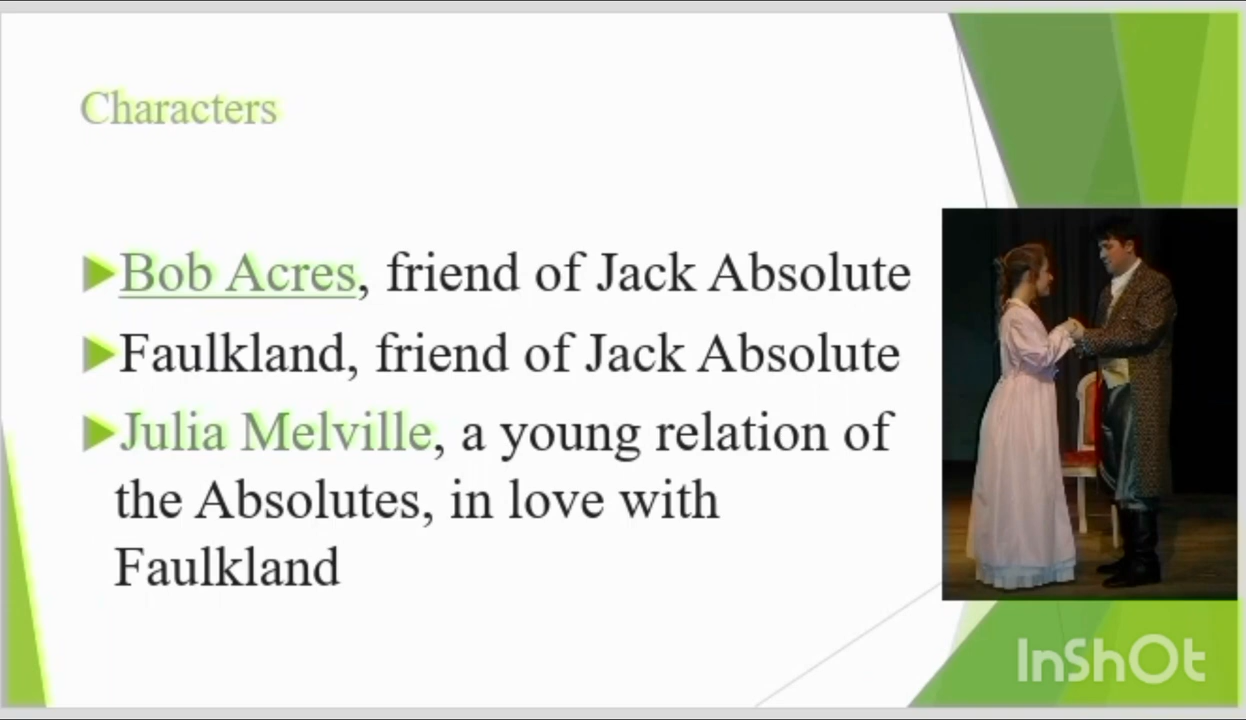 Characters
Bob Acres, friend of Jack Absolute
Faulkland, friend of Jack Absolute
Julia Melville, a young relation of
the Absolutes, in love with
Faulkland
InShOt